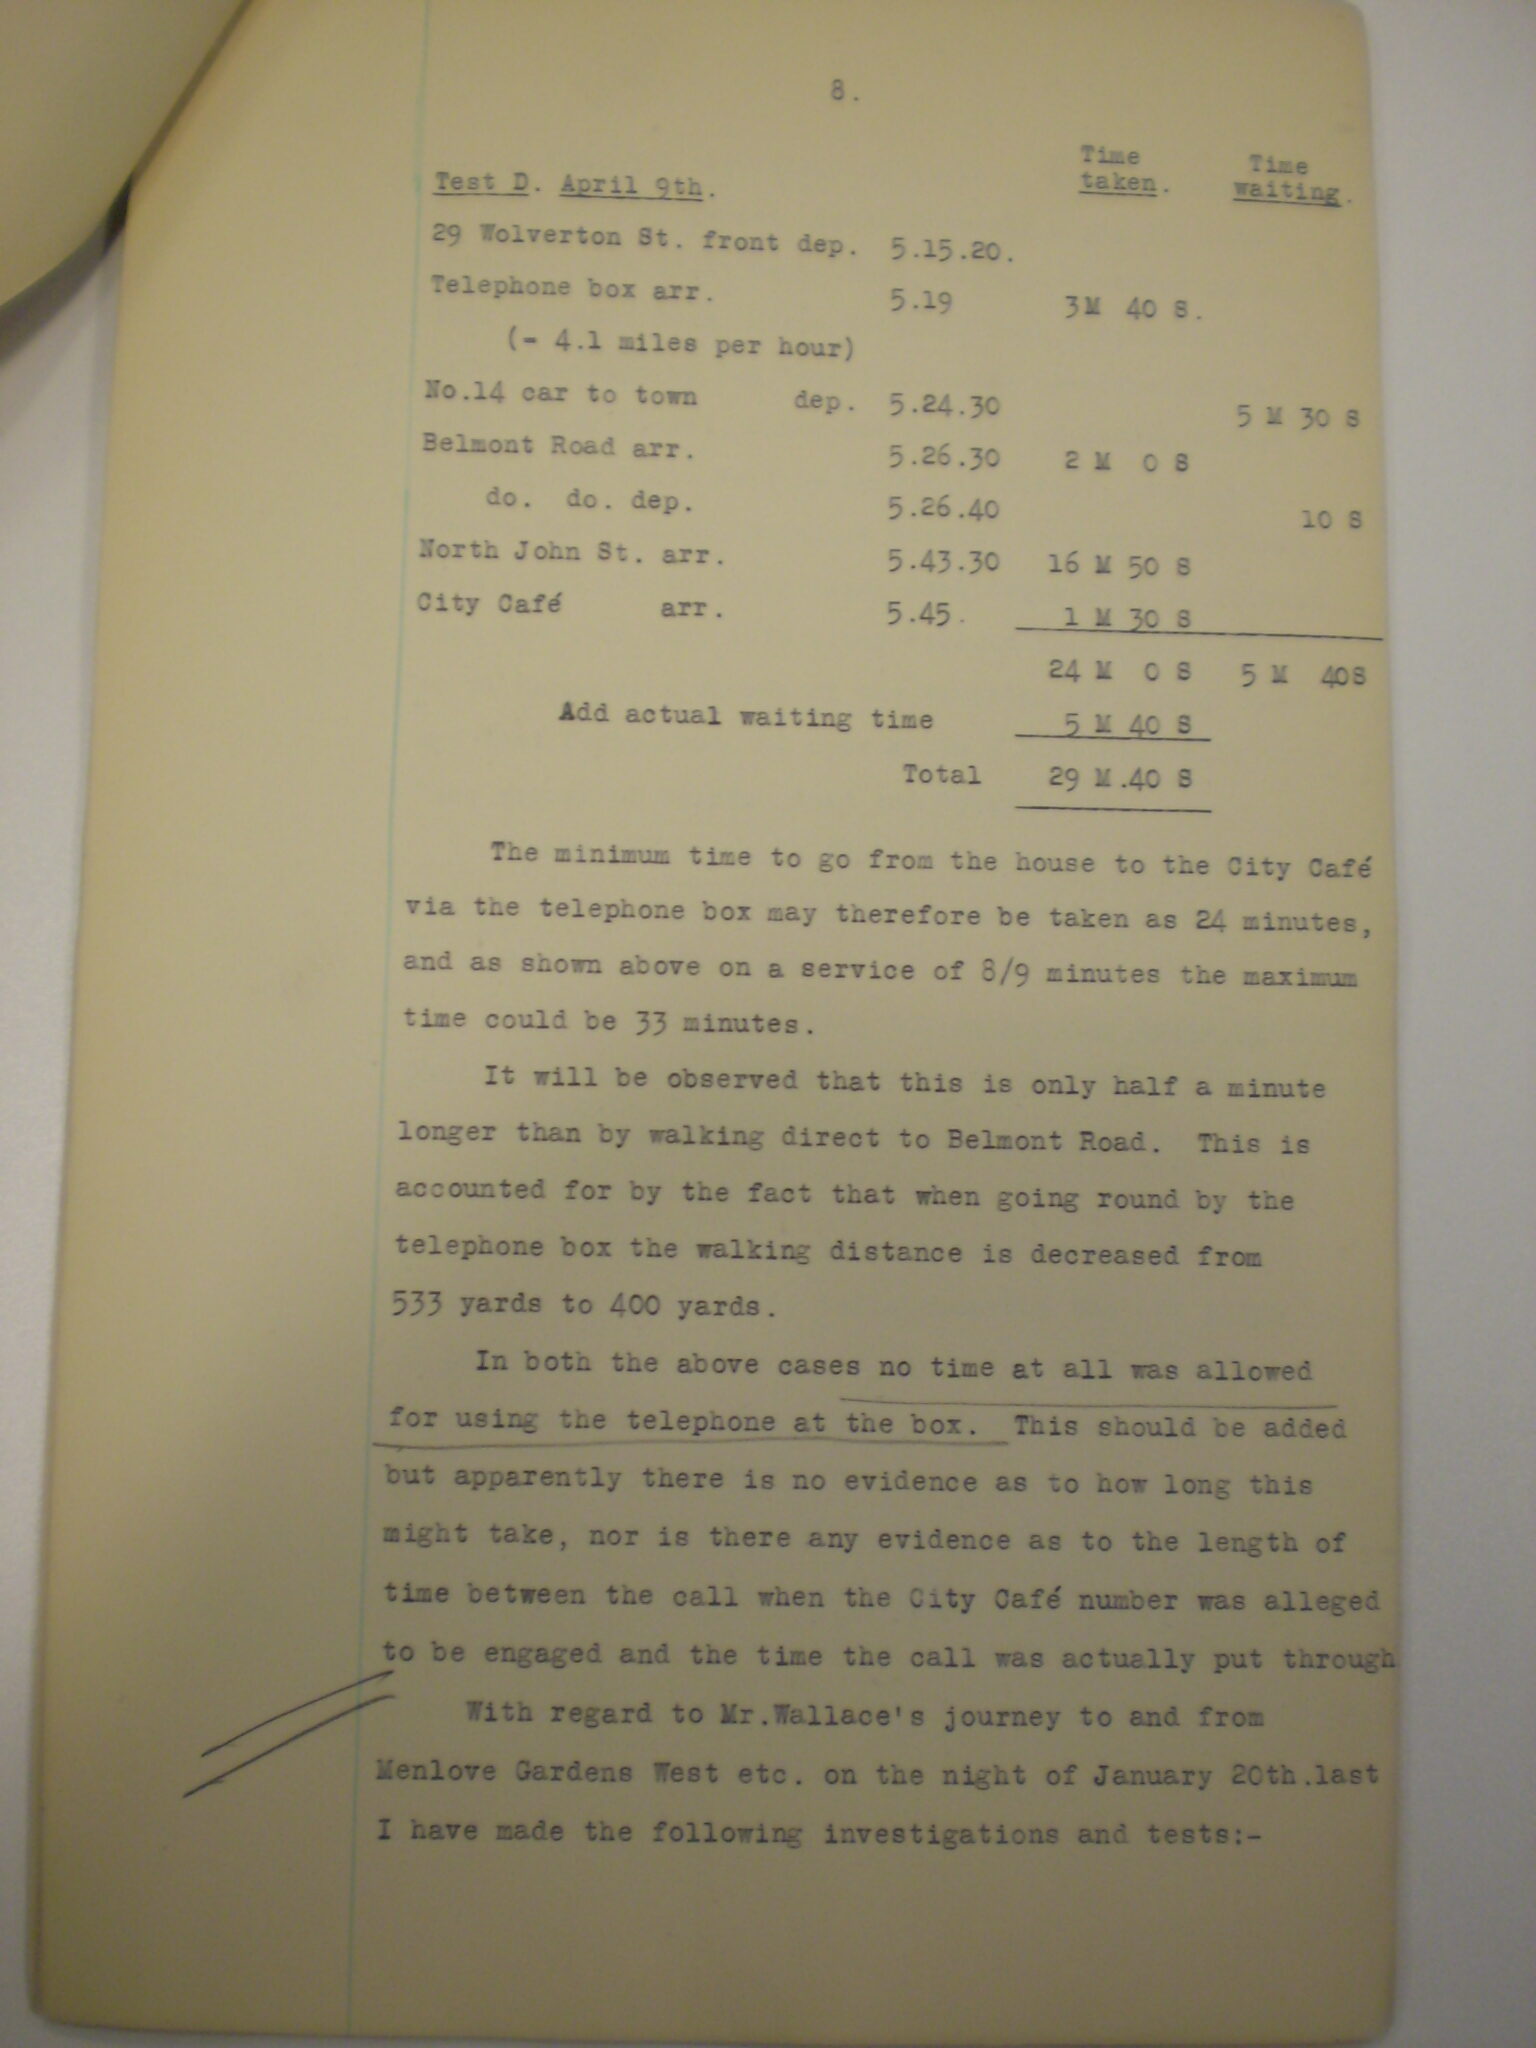 8.
Time Time
Test D. April 9th. taken. waiting.
29 Wolverton St. front dep. 5.15.20.
Telephone box arr. 5.19 3M 40 S.
(- 4.1 miles per hour)
No.14 car to town dep. 5.24.30 5 M 30 S
Belmont Road arr. 5.26.30 2 M 0 S
do. do. dep. 5.26.40 10 S
North John St. arr. 5.43.30 16 M 50 S
City Café arr. 5.45. 1 M 30 S
24 M 0 S 5 M 40S
Add actual waiting time 5 M 40 S
Total 29 M.40 S
The minimum time to go from the house to the City Café
via the telephone box may therefore be taken as 24 minutes,
and as shown above on a service of 8/9 minutes the maximum
time could be 33 minutes.
It will be observed that this is only half a minute
longer than by walking direct to Belmont Road. This is
accounted for by the fact that when going round by the
telephone box the walking distance is decreased from
533 yards to 400 yards.
In both the above cases no time at all was allowed
for using the telephone at the box. This should be added
but apparently there is no evidence as to how long this
might take, nor is there any evidence as to the length of
time between the call when the City Café number was alleged
to be engaged and the time the call was actually put through
With regard to Mr.Wallace's journey to and from
Menlove Gardens West etc. on the night of January 20th.last
I have made the following investigations and tests:-